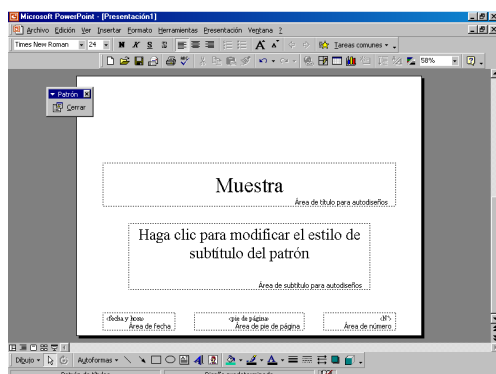 Microsoft PowerPoint - [Presentación1]
Archivo Edición Ver Insertar Formato Herramientas Presentación Ventana ?
Times New Roman 24 N K S S Tareas comunes
58%
Patrón
Cerrar
Muestra
Área de título para autodiseños
Haga clic para modificar el estilo de
subtítulo del patrón
Área de subtítulo para autodiseños
<fecha y hora> <pie de página> <Nº>
Área de fecha Área de pie de página Área de número
Dibujo Autoformas